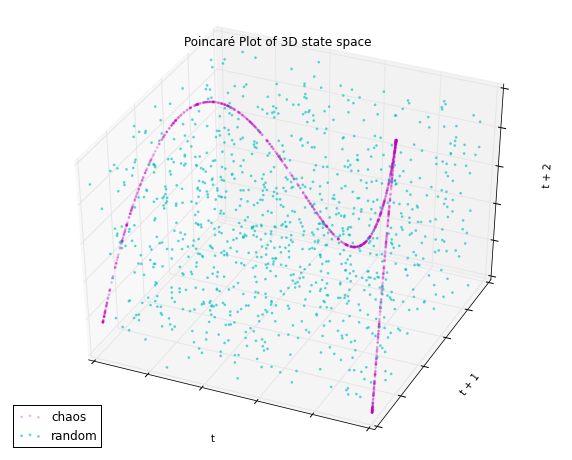 Poincaré Plot of 3D state space
t + 2
t + 1
t
chaos
random